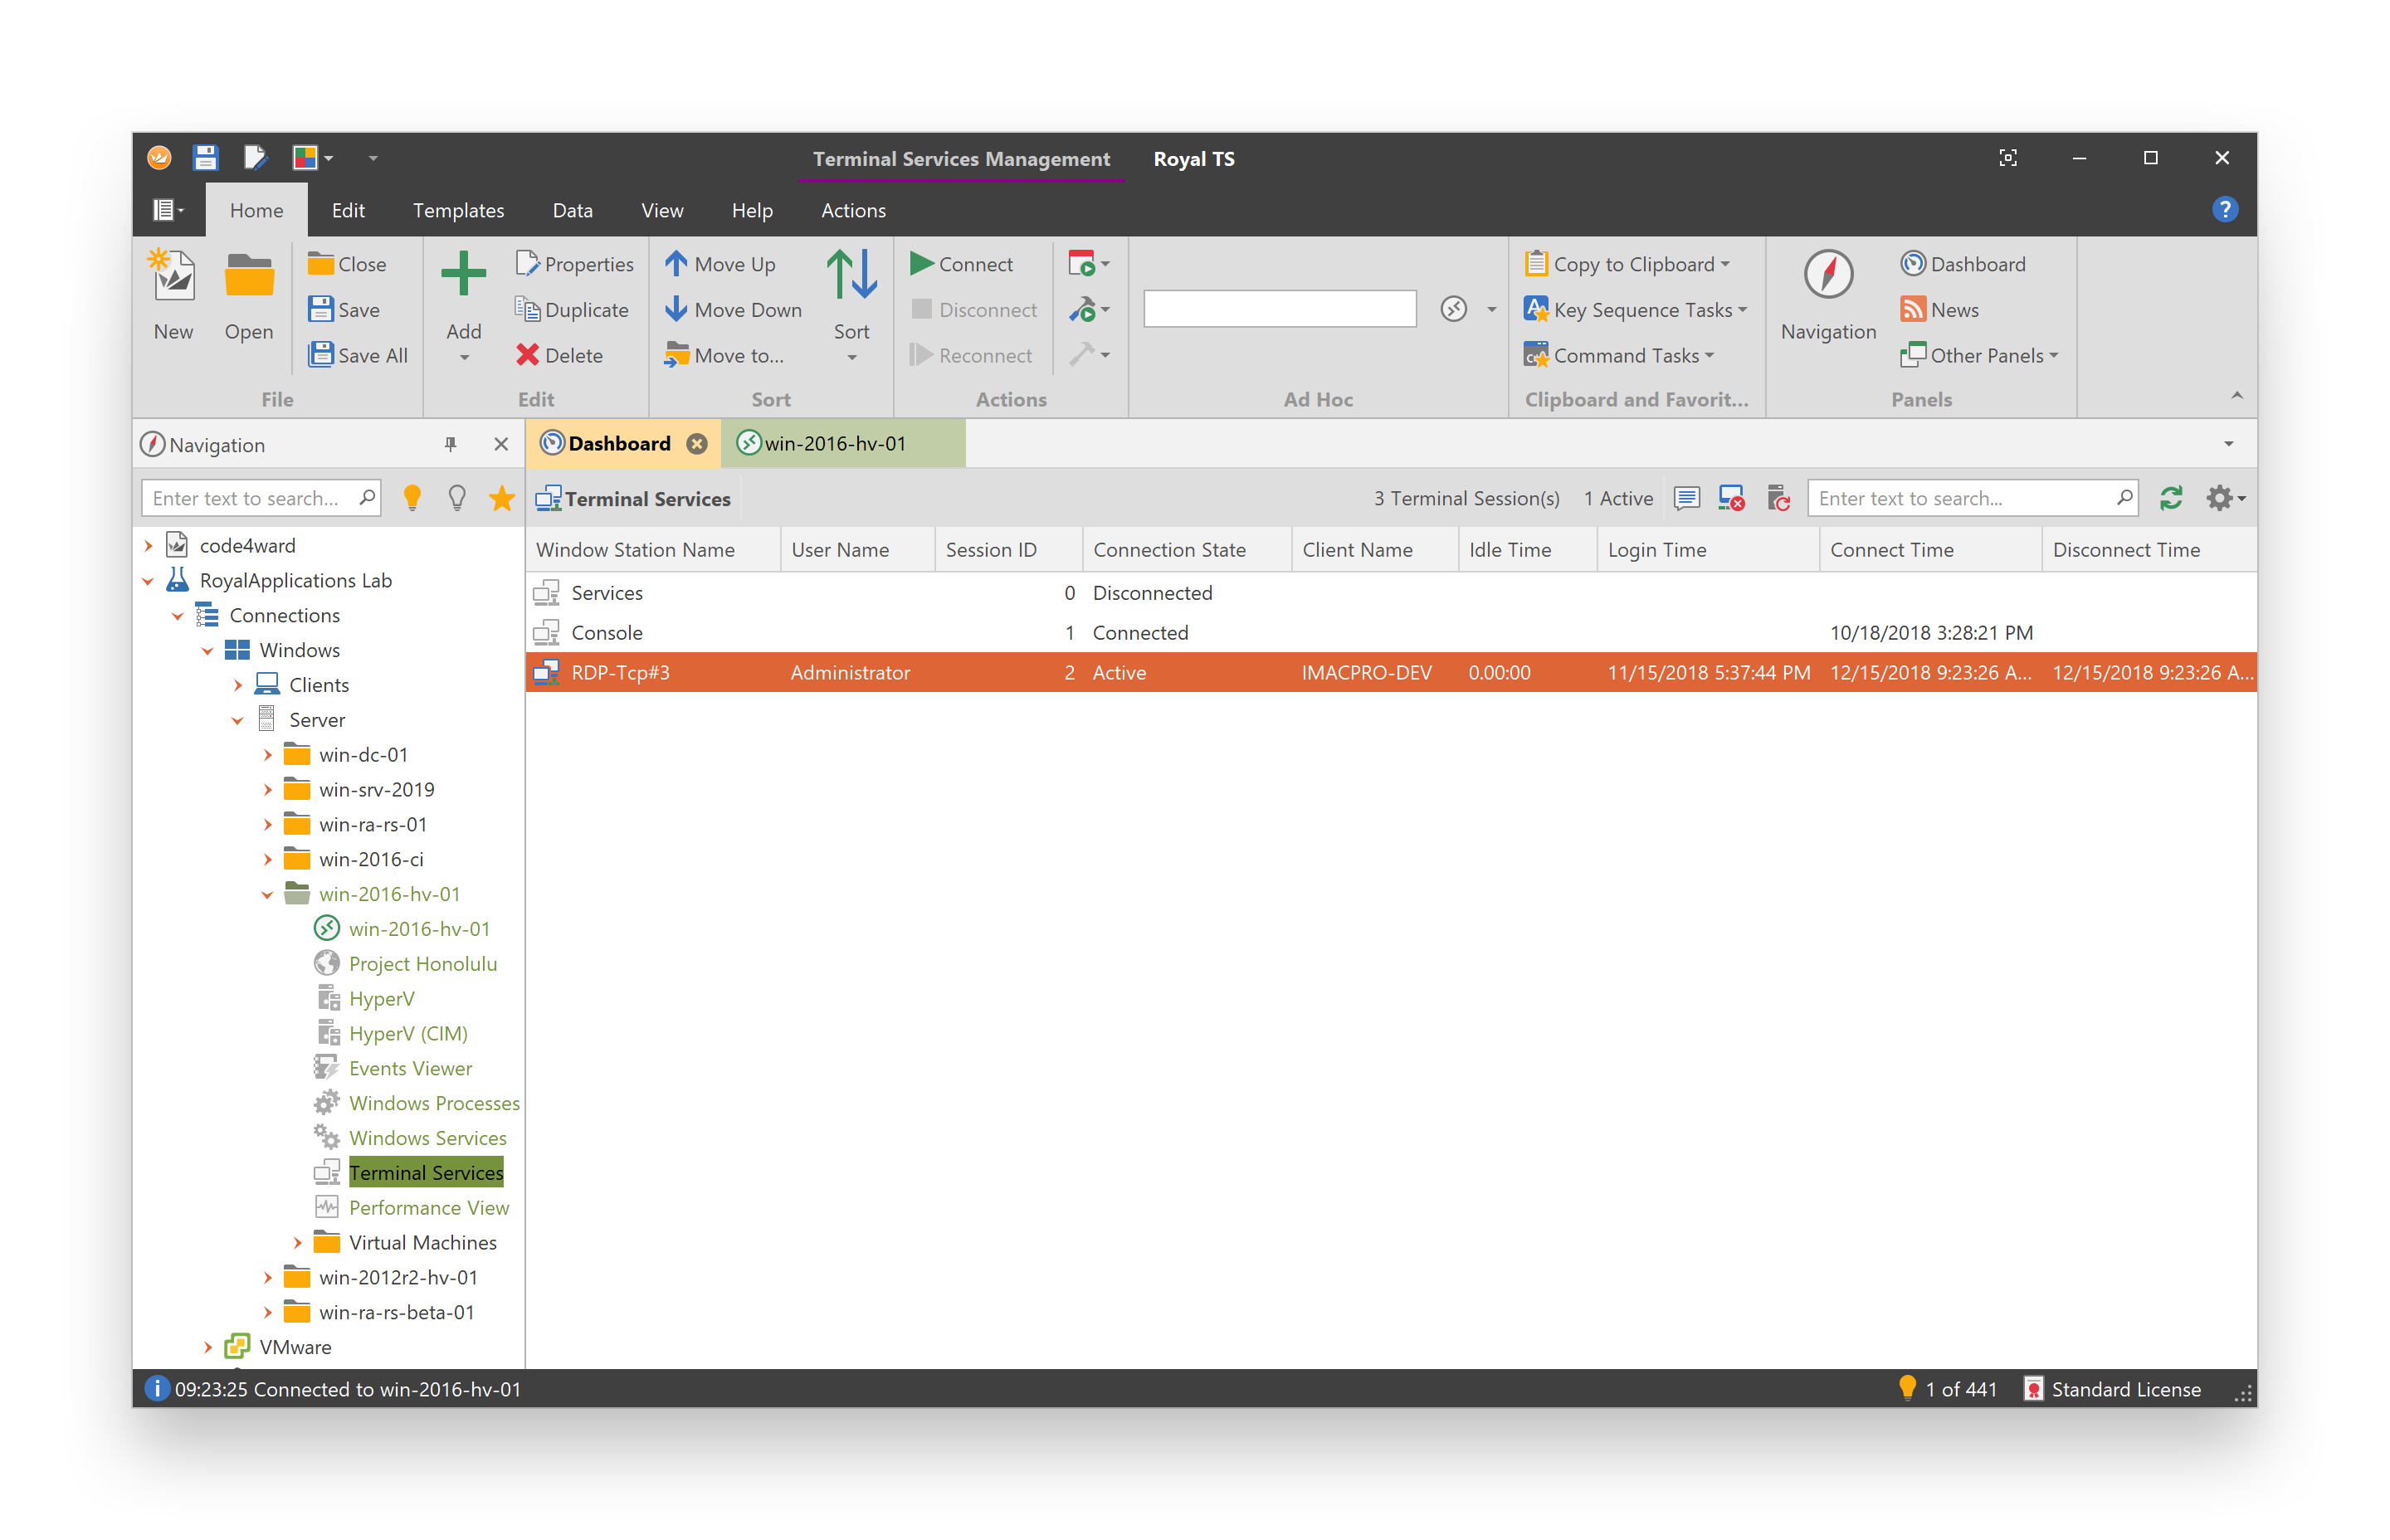 Terminal Services Management Royal TS
Home Edit Templates Data View Help Actions ?
New Open Close Save Save All
File
Add Properties Duplicate Delete
Edit
Move Up Move Down Move to... Sort
Sort
Connect Disconnect Reconnect
Actions
Ad Hoc
Copy to Clipboard
Key Sequence Tasks
Command Tasks
Clipboard and Favorit...
Navigation Dashboard News Other Panels
Panels
Navigation
Dashboard win-2016-hv-01
Enter text to search...
Terminal Services 3 Terminal Session(s) 1 Active Enter text to search...
code4ward
RoyalApplications Lab
Connections
Windows
Clients
Server
win-dc-01
win-srv-2019
win-ra-rs-01
win-2016-ci
win-2016-hv-01
win-2016-hv-01
Project Honolulu
HyperV
HyperV (CIM)
Events Viewer
Windows Processes
Windows Services
Terminal Services
Performance View
Virtual Machines
win-2012r2-hv-01
win-ra-rs-beta-01
VMware
Window Station Name User Name Session ID Connection State Client Name Idle Time Login Time Connect Time Disconnect Time
Services 0 Disconnected
Console 1 Connected 10/18/2018 3:28:21 PM
RDP-Tcp#3 Administrator 2 Active IMACPRO-DEV 0.00:00 11/15/2018 5:37:44 PM 12/15/2018 9:23:26 A... 12/15/2018 9:23:26 A...
09:23:25 Connected to win-2016-hv-01 1 of 441 Standard License